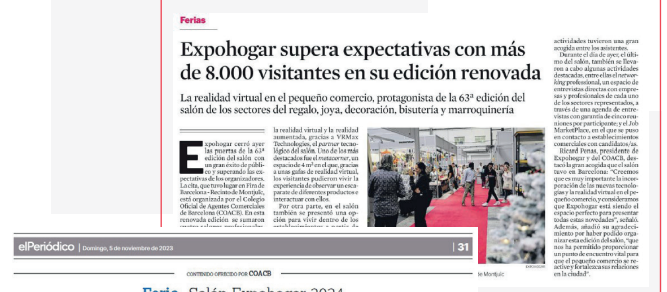 Ferias
Expohogar supera expectativas con más
de 8.000 visitantes en su edición renovada
La realidad virtual en el pequeño comercio, protagonista de la 63ª edición del
salón de los sectores del regalo, joya, decoración, bisutería y marroquinería
Expohogar cerró ayer
las puertas de la 63ª
edición del salón con
un gran éxito de públi-
co y superando las ex-
pectativas de los organizadores.
La cita, que tuvo lugar en Fira de
Barcelona - Recinto de Montjuïc,
está organizada por el Colegio
Oficial de Agentes Comerciales
de Barcelona (COACB). En esta
renovada edición se sumaron
la realidad virtual y la realidad
aumentada, gracias a VRMax
Technologies, el partner tecno-
lógico del salón. Uno de los más
destacados fue el metacorner, un
espacio de 4 m² en el que, gracias
a unas gafas de realidad virtual,
los visitantes pudieron vivir la
experiencia de observar un esca-
parate de diferentes productos e
interactuar con ellos.
Por otra parte, en el salón
también se presentó una op-
ción para vivir dentro de los
EXPOHOGAR
de Montjuïc
actividades tuvieron una gran
acogida entre los asistentes.
Durante el día de ayer, el últi-
mo del salón, también se lleva-
ron a cabo algunas actividades
destacadas, entre ellas el networ-
king professional, un espacio de
entrevistas directas con empre-
sas y profesionales de cada uno
de los sectores representados, a
través de una agenda de entre-
vistas con garantía de cinco reu-
niones por participante; y el Job
MarketPlace, en el que se puso
en contacto a establecimientos
comerciales con candidatos/as.
Ricard Penas, presidente de
Expohogar y del COACB, des-
tacó la gran acogida que el salón
tuvo en Barcelona: "Creemos
que es muy importante la incor-
poración de las nuevas tecnolo-
gías y la realidad virtual en el pe-
queño comercio, y consideramos
que Expohogar está siendo el
espacio perfecto para presentar
todas estas novedades", señaló.
Además, añadió su agradeci-
miento por haber podido orga-
nizar esta edición del salón, "que
nos ha permitido proporcionar
un punto de encuentro vital para
que el pequeño comercio se re-
active y fortalezca sus relaciones
en la ciudad".
elPeriódico | Domingo, 5 de noviembre de 2023 | 31
CONTENIDO OFRECIDO POR COACB
Feria Salón Expohogar 2024